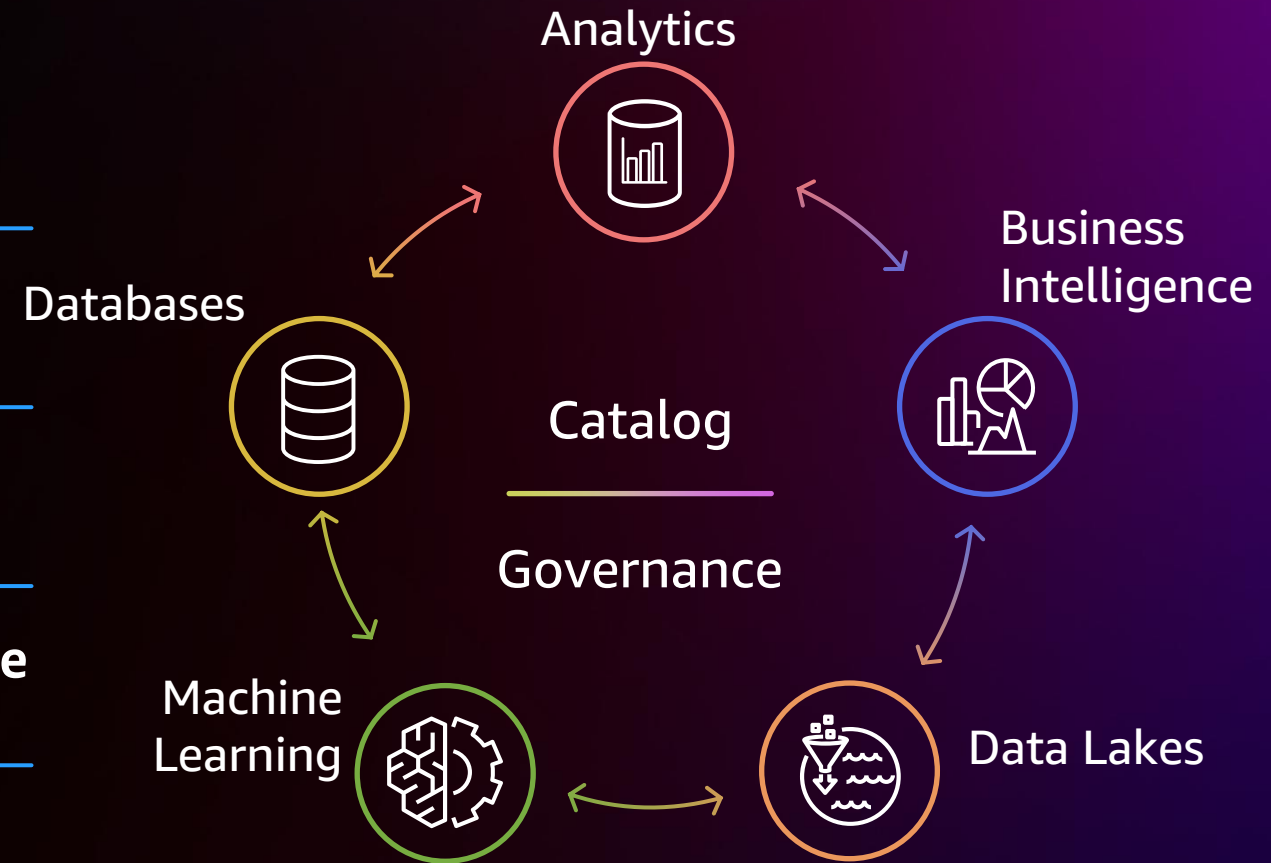 Analytics
Business
Intelligence
Databases
Catalog
Governance
e
Machine
Learning
Data Lakes